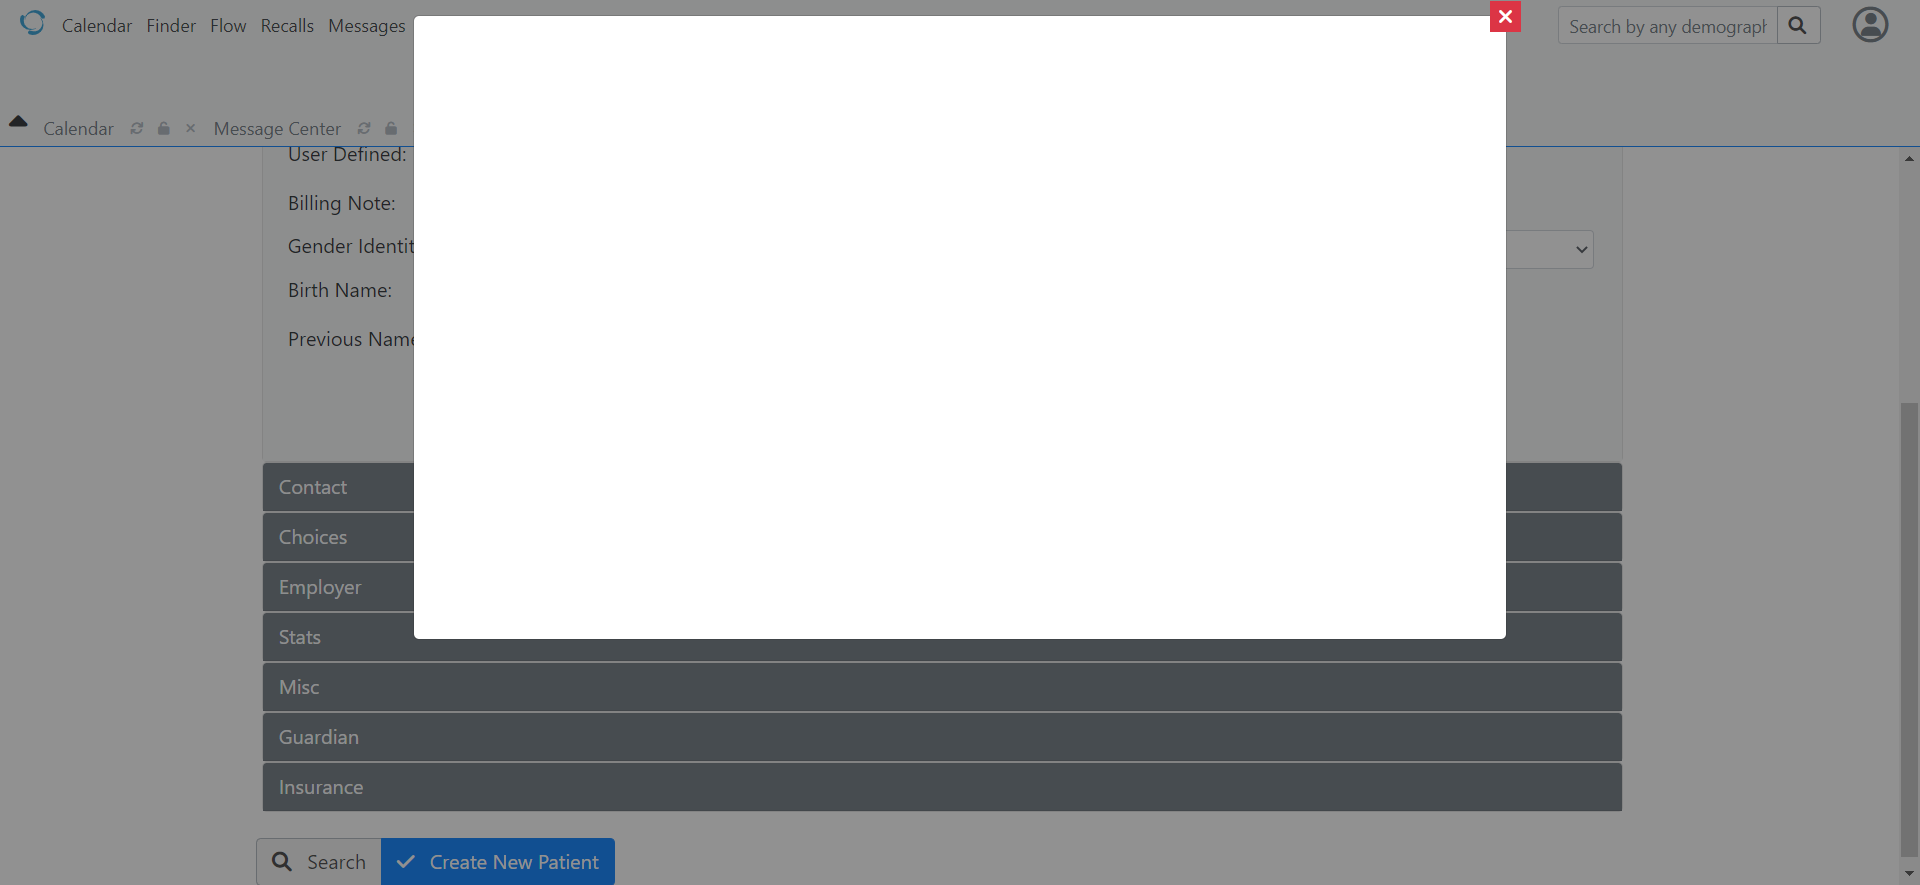 Calendar Finder Flow Recalls Messages
Search by any demograph
Calendar Message Center
User Defined:
Billing Note:
Gender Identit
Birth Name:
Previous Name
Contact
Choices
Employer
Stats
Misc
Guardian
Insurance
Search Create New Patient